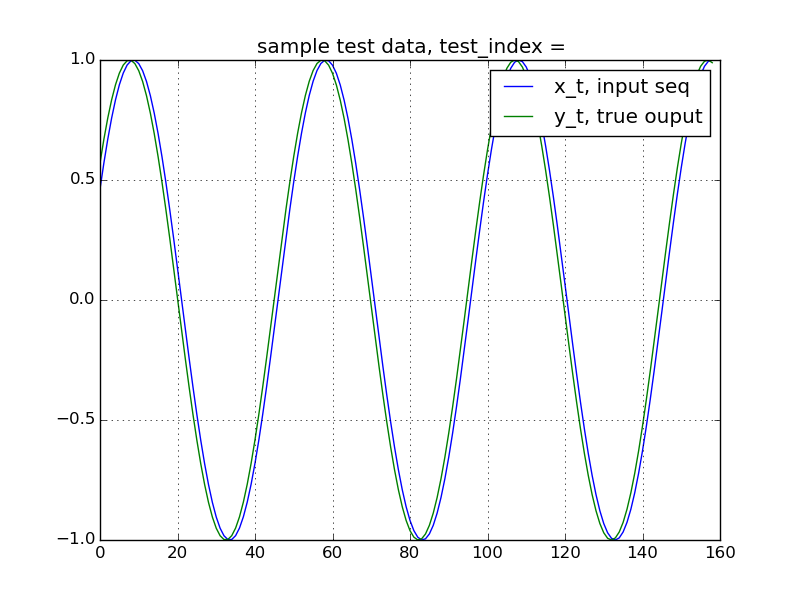 sample test data, test_index =
x_t, input seq
y_t, true ouput
1.0
0.5
0.0
−0.5
−1.0
0 20 40 60 80 100 120 140 160